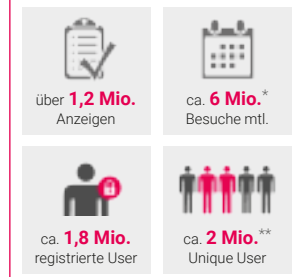 über 1,2 Mio.
Anzeigen
ca. 6 Mio.*
Besuche mtl.
ca. 1,8 Mio.
registrierte User
ca. 2 Mio.**
Unique User